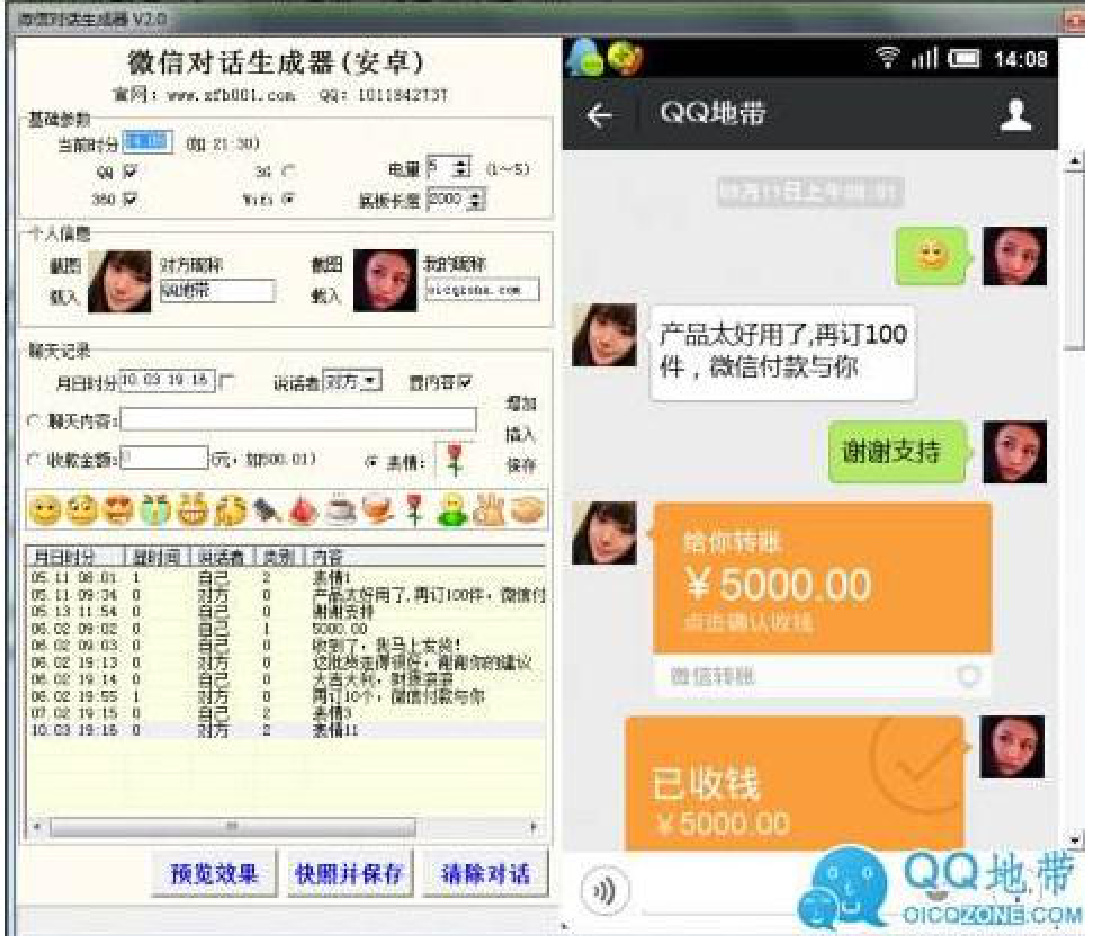 微信对话生成器 V2.0
微信对话生成器(安卓)
官网: www.zfb001.com QQ: 1011842737
基础参数
当前时分 14:08 (如 21:30)
QQ 3G 电量 5 (1~5)
360 WiFi 底板长度 2000
个人信息
截图 对方昵称 截图 我的昵称
载入 QQ地带 载入 oicqzone.com
聊天记录
月日时分 10.03 19:16 说话者 对方 置内容
聊天内容:
增加
插入
收款金额: 0 (元,如500.01) 表情:
保存
月日时分 显时间 说话者 类别 内容
05.11 08:01 1 自己 2 表情1
05.11 09:34 0 对方 0 产品太好用了,再订100件,微信付
05.13 11:54 0 自己 0 谢谢支持
06.02 09:02 0 自己 1 5000.00
06.02 09:03 0 自己 0 收到了,我马上发货!
06.02 19:13 0 对方 0 这批货走得很好,谢谢你的建议
06.02 19:14 0 自己 0 大吉大利,财源滚滚
06.02 19:55 1 对方 0 再订10个,微信付款与你
07.02 19:15 0 自己 2 表情3
10.03 19:16 0 对方 2 表情11
预览效果 快照并保存 清除对话
14:08
QQ地带
产品太好用了,再订100
件，微信付款与你
谢谢支持
给你转账
￥5000.00
点击确认收钱
微信转账
已收钱
￥5000.00
QQ地带
OICQZONE.COM